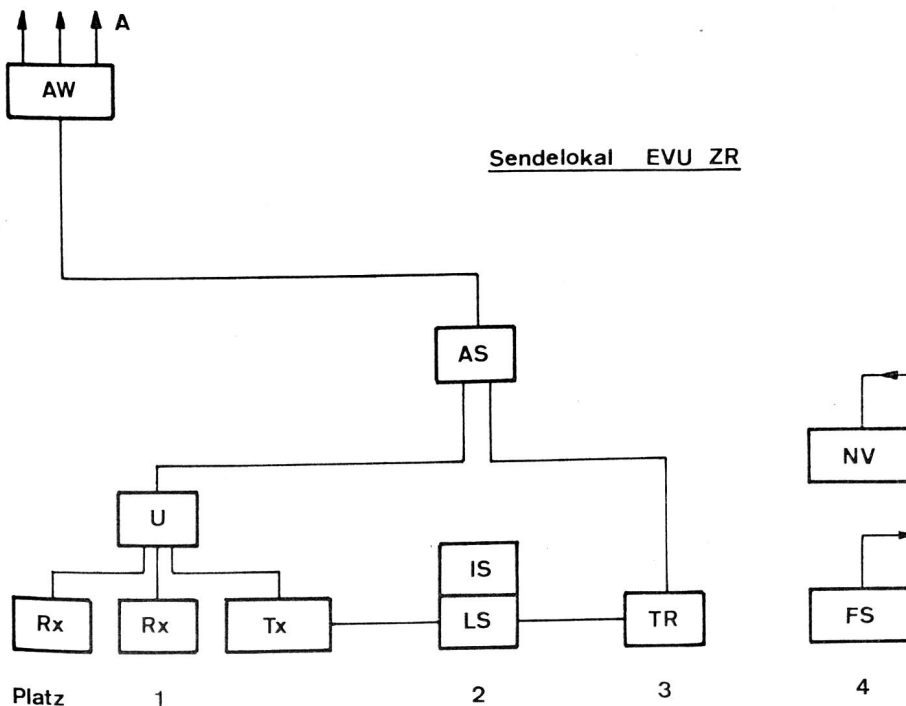 A
AW
Sendelokal EVU ZR
AS
NV
U
IS
Rx Rx Tx LS TR FS
Platz 1 2 3 4